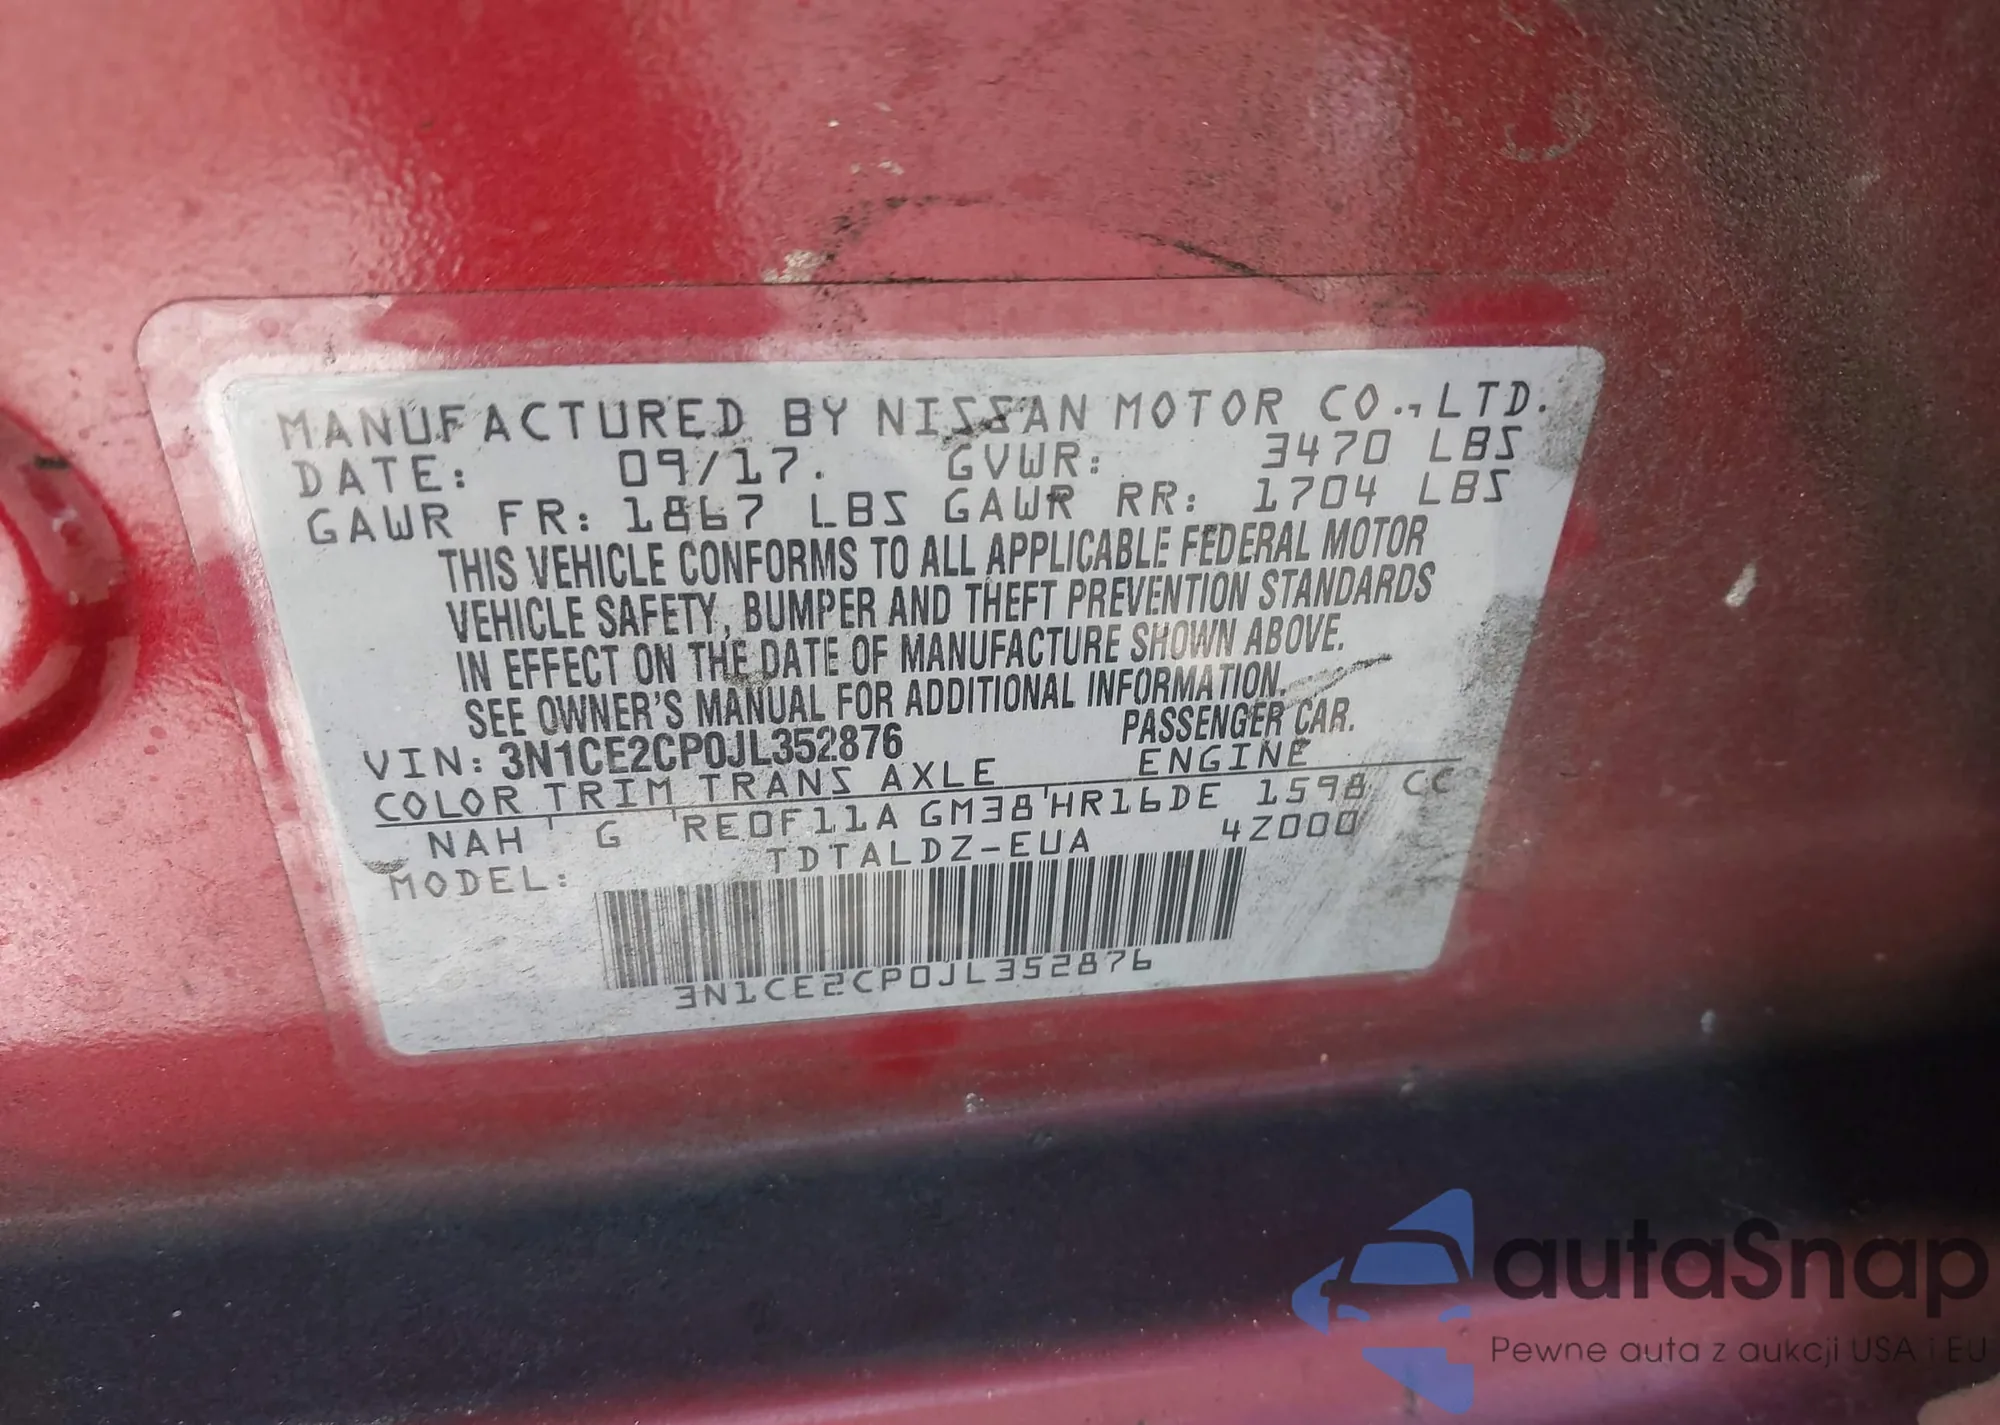 MANUFACTURED BY NISSAN MOTOR CO., LTD.
DATE: 09/17. GVWR: 3470 LBS
GAWR FR: 1867 LBS GAWR RR: 1704 LBS
THIS VEHICLE CONFORMS TO ALL APPLICABLE FEDERAL MOTOR
VEHICLE SAFETY, BUMPER AND THEFT PREVENTION STANDARDS
IN EFFECT ON THE DATE OF MANUFACTURE SHOWN ABOVE.
SEE OWNER'S MANUAL FOR ADDITIONAL INFORMATION.
VIN: 3N1CE2CP0JL352876 PASSENGER CAR.
COLOR TRIM TRANS AXLE ENGINE
NAH G RE0F11A GM38 HR16DE 1598 CC
MODEL: TDTALDZ-EUA 4Z000
3N1CE2CP0JL352876
autaSnap
Pewne auta z aukcji USA i EU